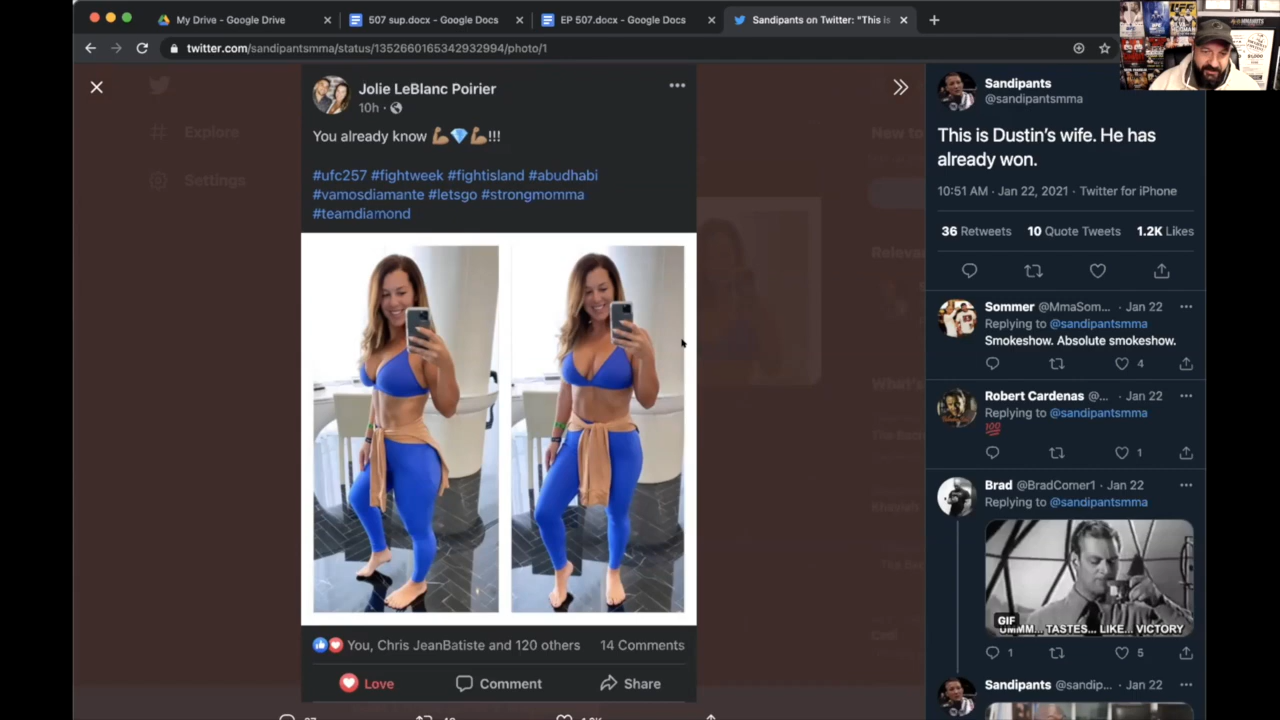 My Drive - Google Drive
507 sup.docx - Google Docs
EP 507.docx - Google Docs
Sandipants on Twitter: "This is
twitter.com/sandipantsmma/status/1352660165342932994/photo/1
Explore
Settings
Jolie LeBlanc Poirier
10h
You already know 💪🏽💎💪🏽!!!
#ufc257 #fightweek #fightisland #abudhabi
#vamosdiamante #letsgo #strongmomma
#teamdiamond
You, Chris JeanBatiste and 120 others
14 Comments
Love
Comment
Share
New to
Sandipants
@sandipantsmma
This is Dustin's wife. He has
already won.
10:51 AM · Jan 22, 2021 · Twitter for iPhone
36 Retweets 10 Quote Tweets 1.2K Likes
Sommer @MmaSom... · Jan 22
Replying to @sandipantsmma
Smokeshow. Absolute smokeshow.
4
Robert Cardenas @... · Jan 22
Replying to @sandipantsmma
💯
1
Brad @BradComer1 · Jan 22
Replying to @sandipantsmma
GIF
UMMM... TASTES... LIKE... VICTORY
1 5
Sandipants @sandip... · Jan 22